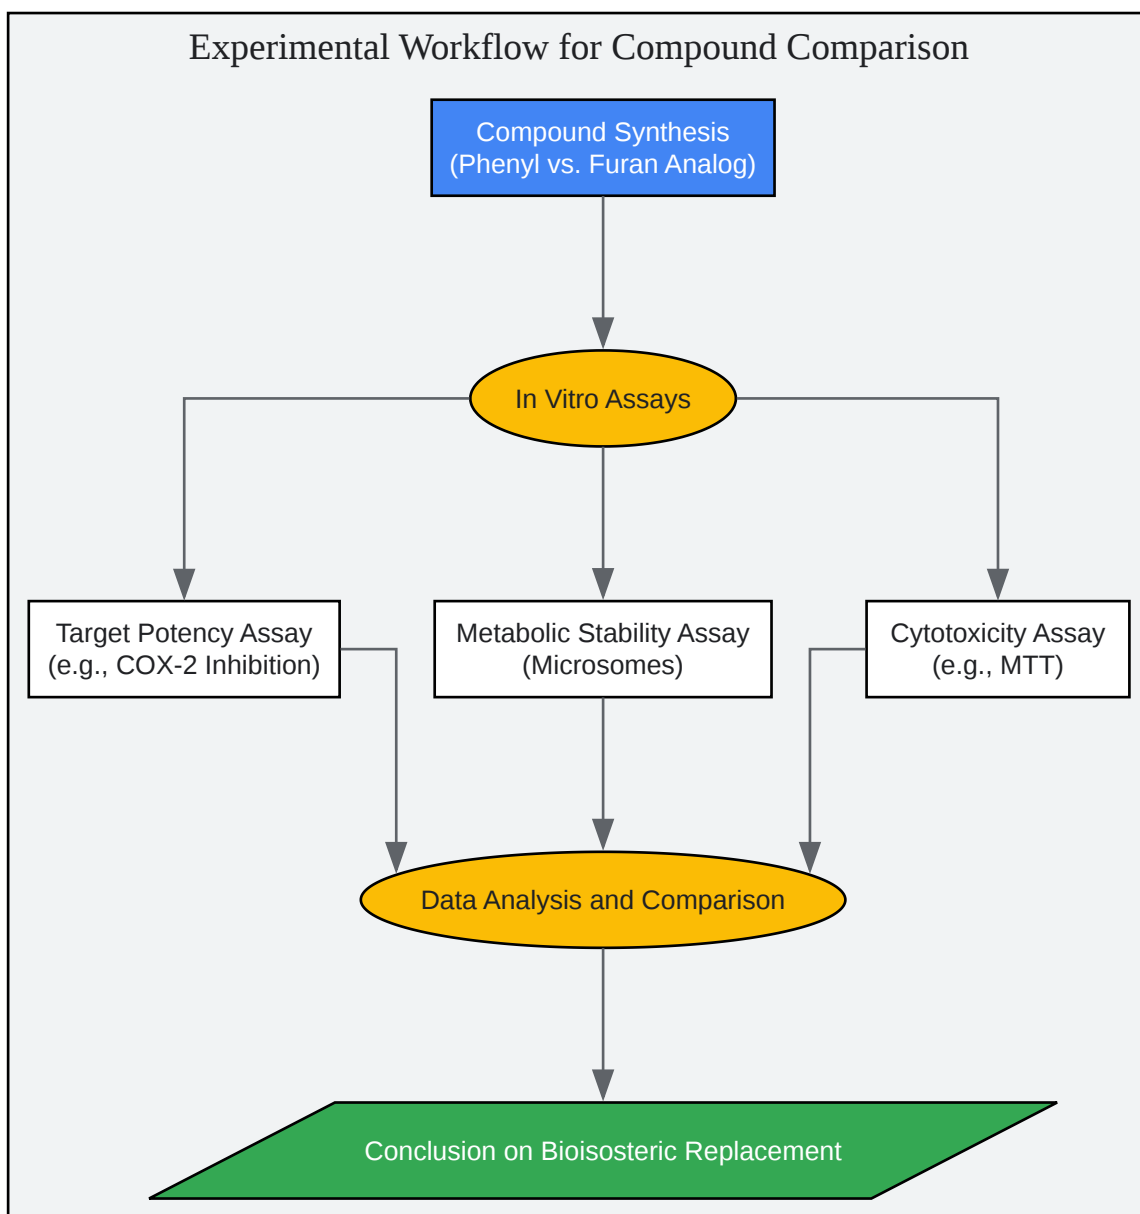 Experimental Workflow for Compound Comparison
Compound Synthesis
(Phenyl vs. Furan Analog)
In Vitro Assays
Target Potency Assay
(e.g., COX-2 Inhibition)
Metabolic Stability Assay
(Microsomes)
Cytotoxicity Assay
(e.g., MTT)
Data Analysis and Comparison
Conclusion on Bioisosteric Replacement